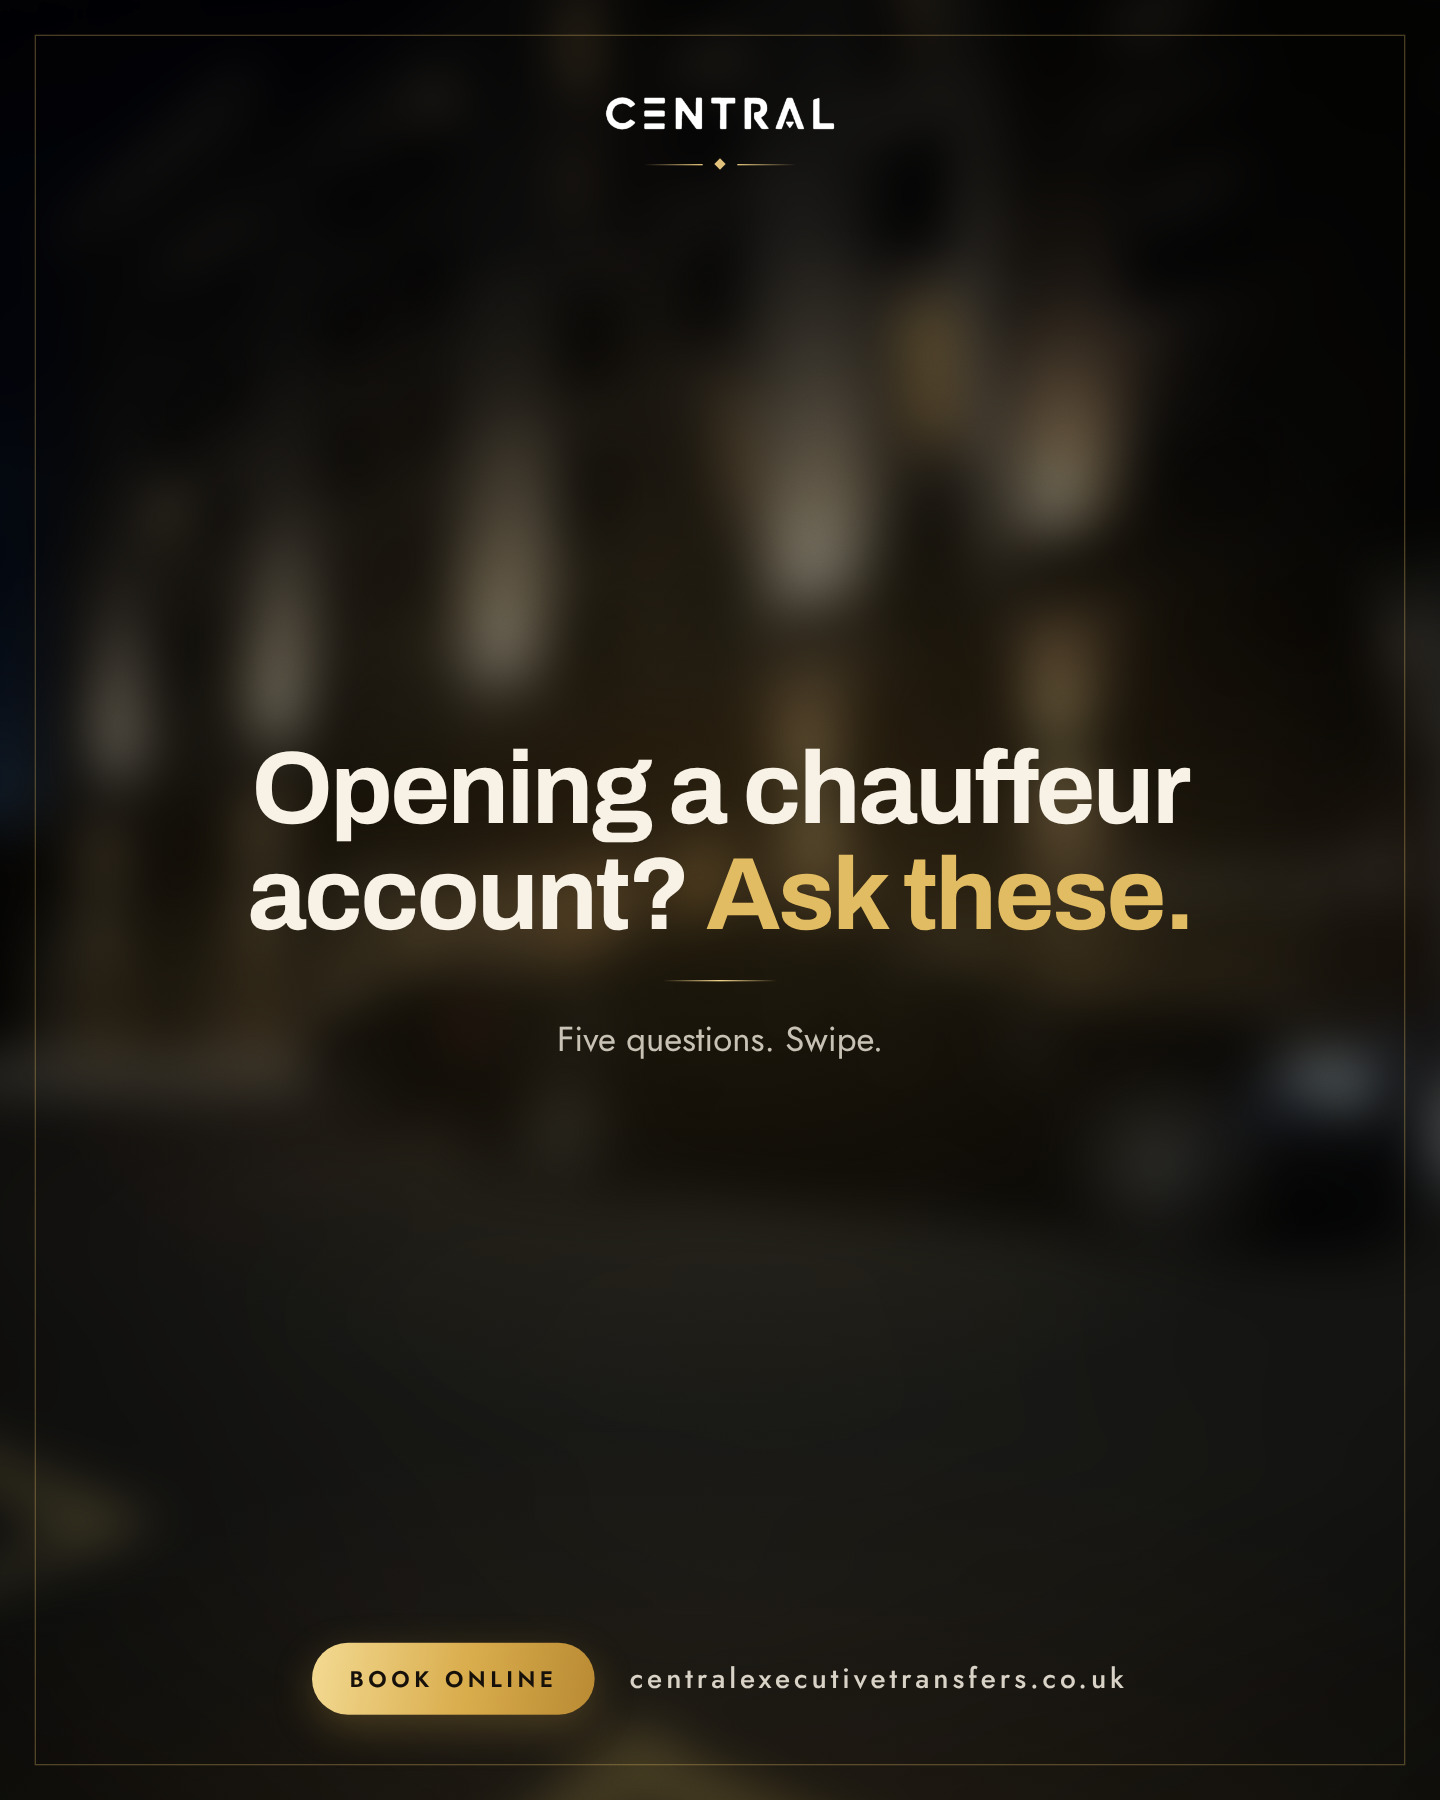 CENTRAL
Opening a chauffeur
account? Ask these.
Five questions. Swipe.
BOOK ONLINE centralexecutivetransfers.co.uk